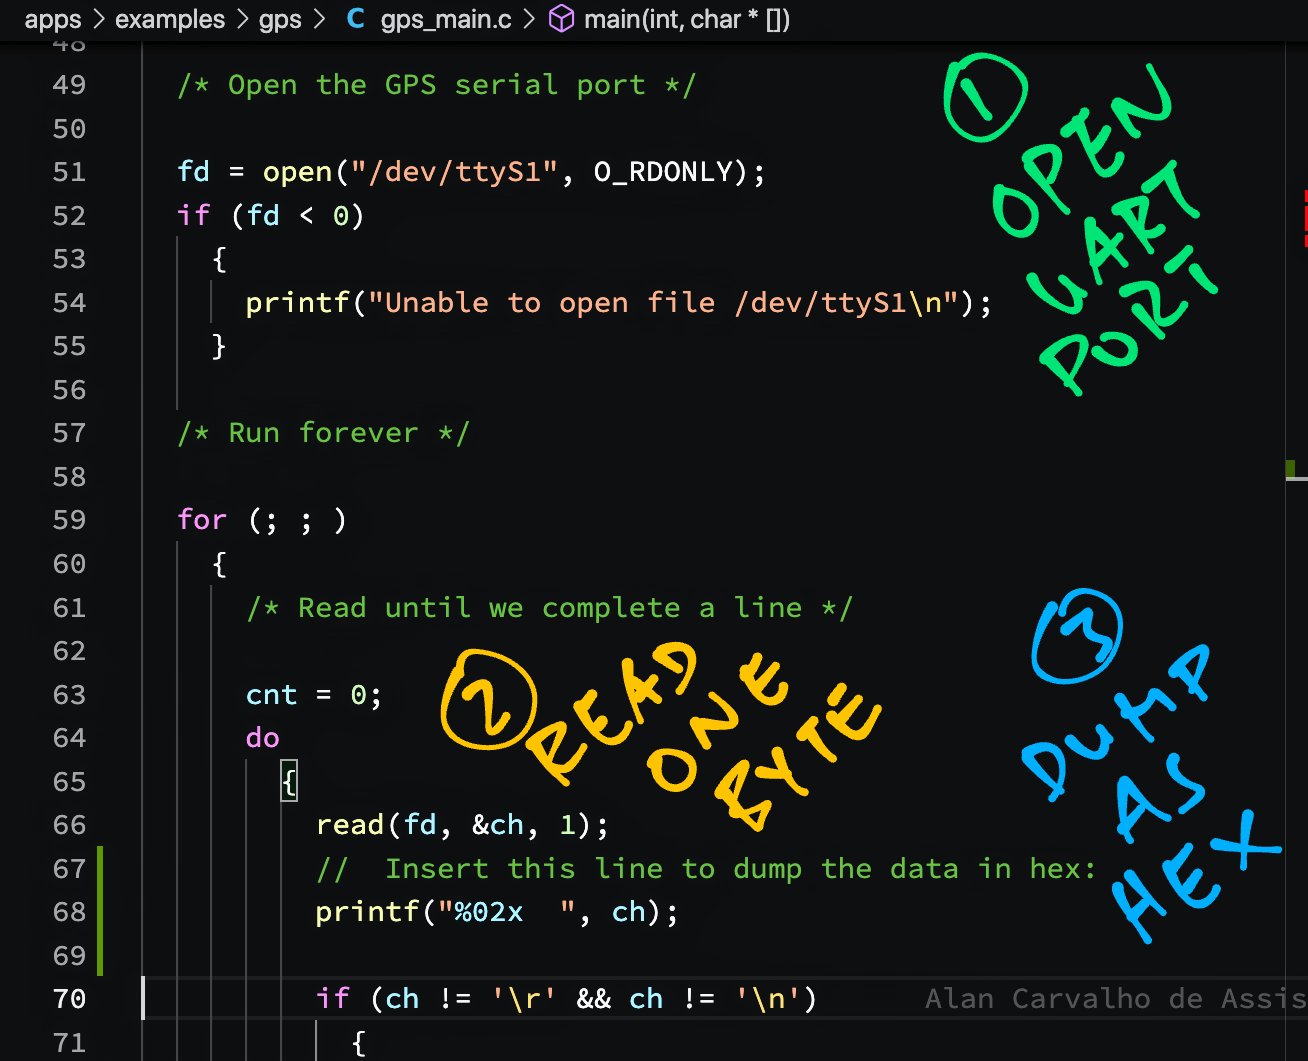 apps > examples > gps > C gps_main.c > main(int, char * [])
48
49 /* Open the GPS serial port */
50
51 fd = open("/dev/ttyS1", O_RDONLY);
52 if (fd < 0)
53 {
54 printf("Unable to open file /dev/ttyS1\n");
55 }
56
57 /* Run forever */
58
59 for (; ; )
60 {
61 /* Read until we complete a line */
62
63 cnt = 0;
64 do
65 {
66 read(fd, &ch, 1);
67 // Insert this line to dump the data in hex:
68 printf("%02x  ", ch);
69
70 if (ch != '\r' && ch != '\n') Alan Carvalho de Assis
71 {
1
OPEN
UART
PORT
2
READ
ONE
BYTE
3
DUMP
AS
HEX